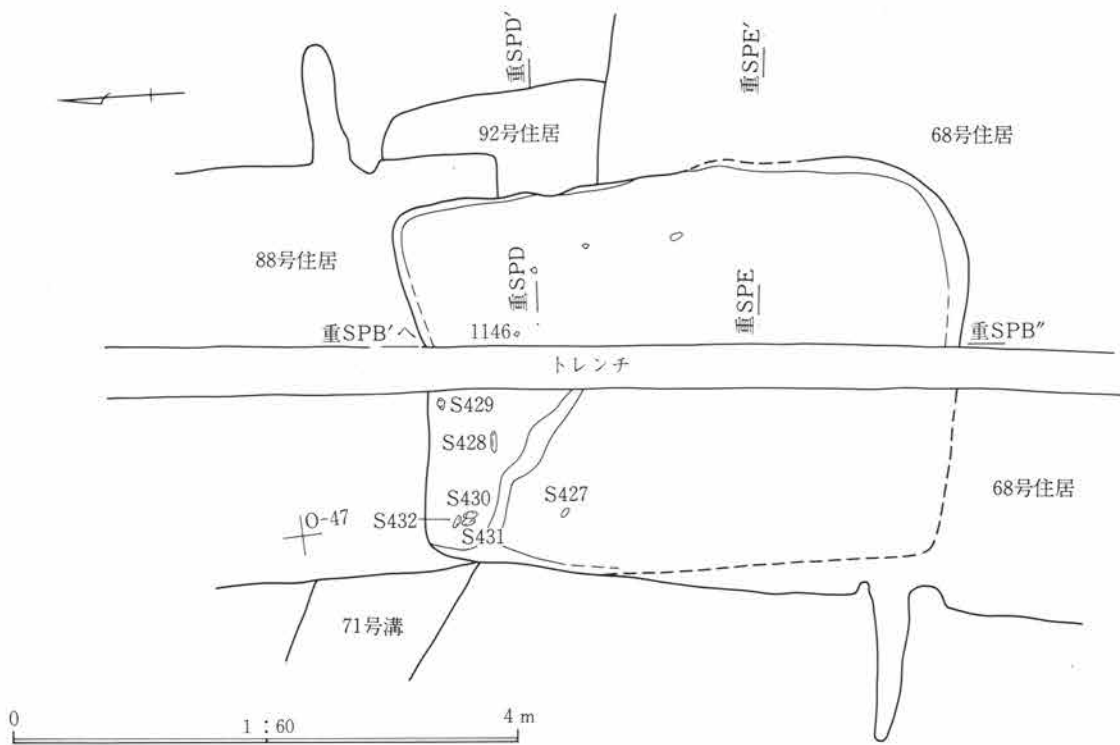 重SPD′
重SPE′
92号住居
68号住居
88号住居
重SPD
重SPE
重SPB′へ
1146
重SPB″
トレンチ
S429
S428
S430
S427
S432
S431
68号住居
O-47
71号溝
0
1:60
4 m